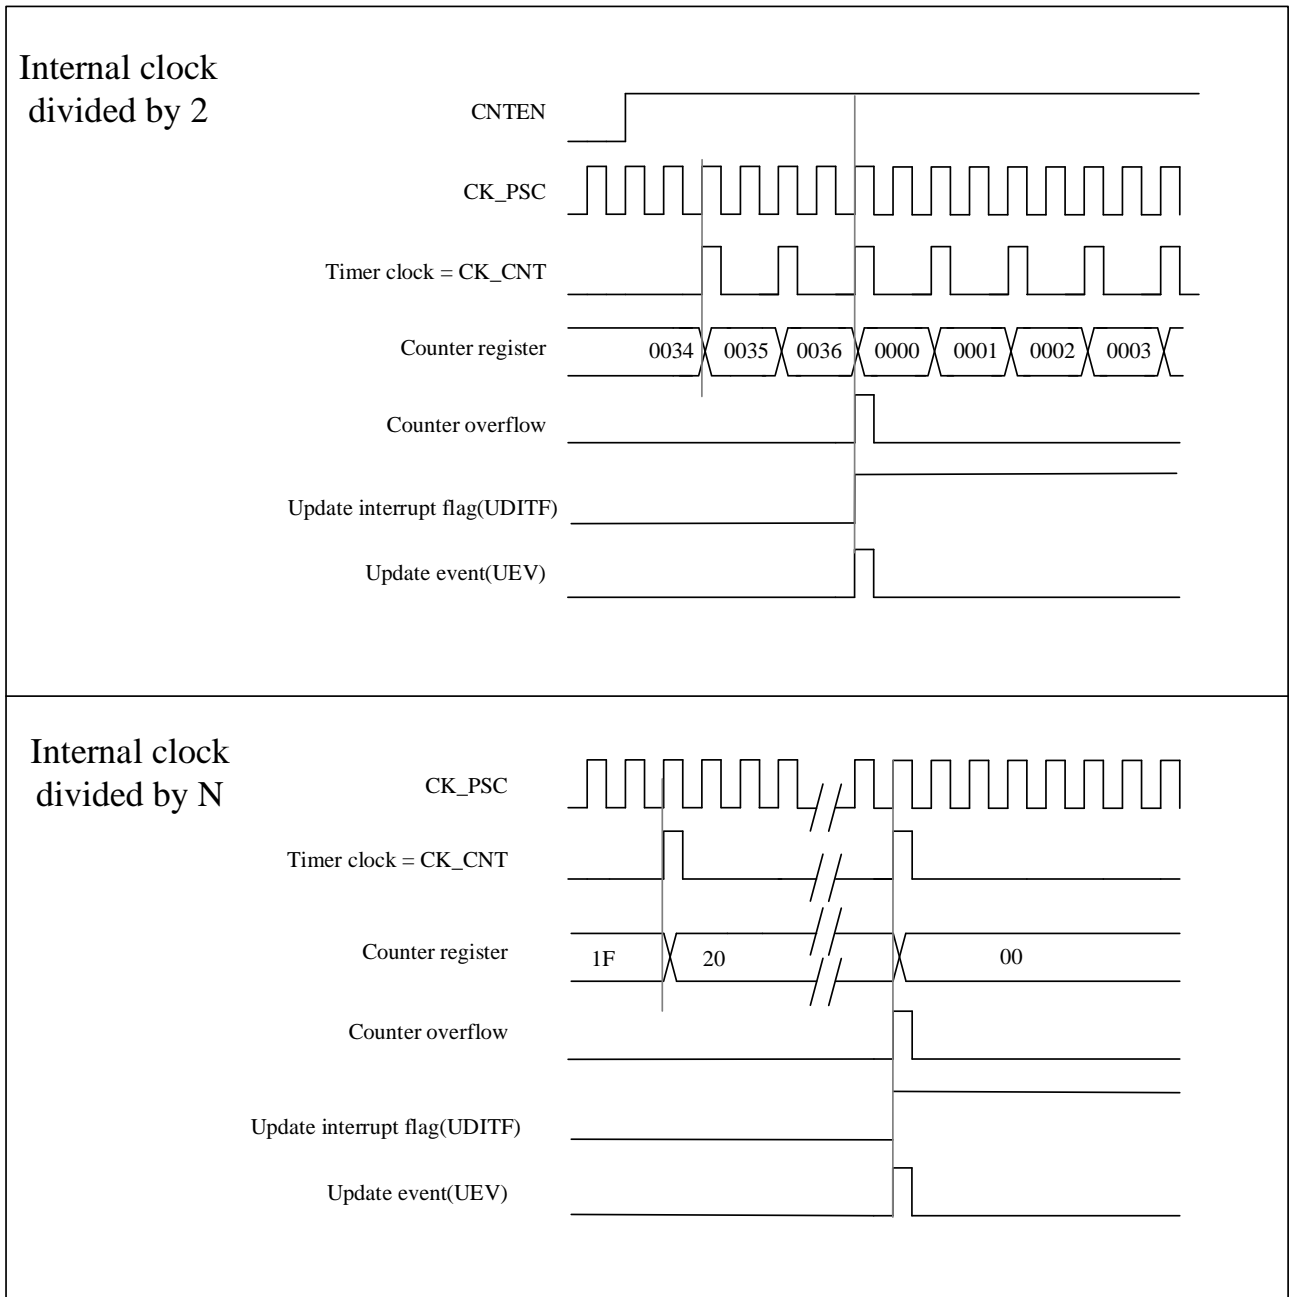 Internal clock
divided by 2
CNTEN
CK_PSC
Timer clock = CK_CNT
Counter register
0034 0035 0036 0000 0001 0002 0003
Counter overflow
Update interrupt flag(UDITF)
Update event(UEV)
Internal clock
divided by N
CK_PSC
Timer clock = CK_CNT
Counter register
1F 20 00
Counter overflow
Update interrupt flag(UDITF)
Update event(UEV)